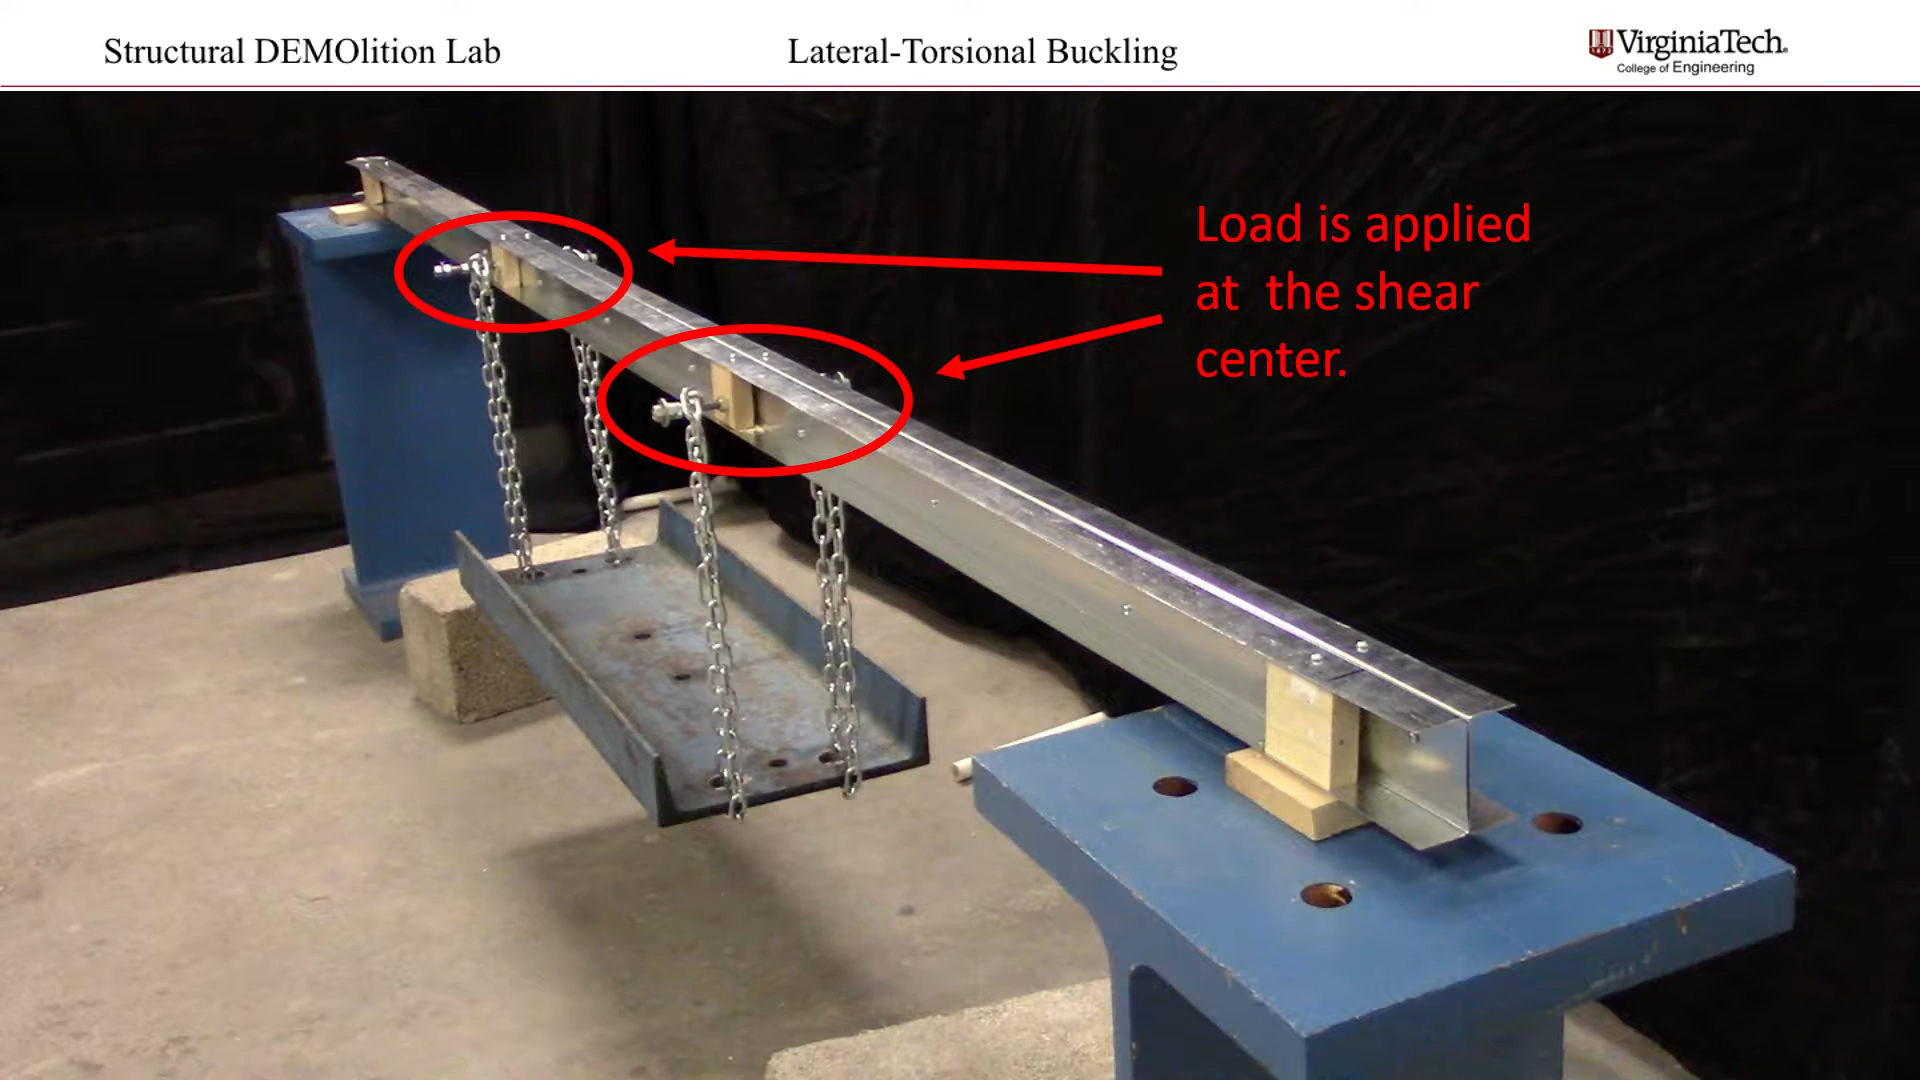 Structural DEMOlition Lab
Lateral-Torsional Buckling
VirginiaTech
College of Engineering
Load is applied
at the shear
center.